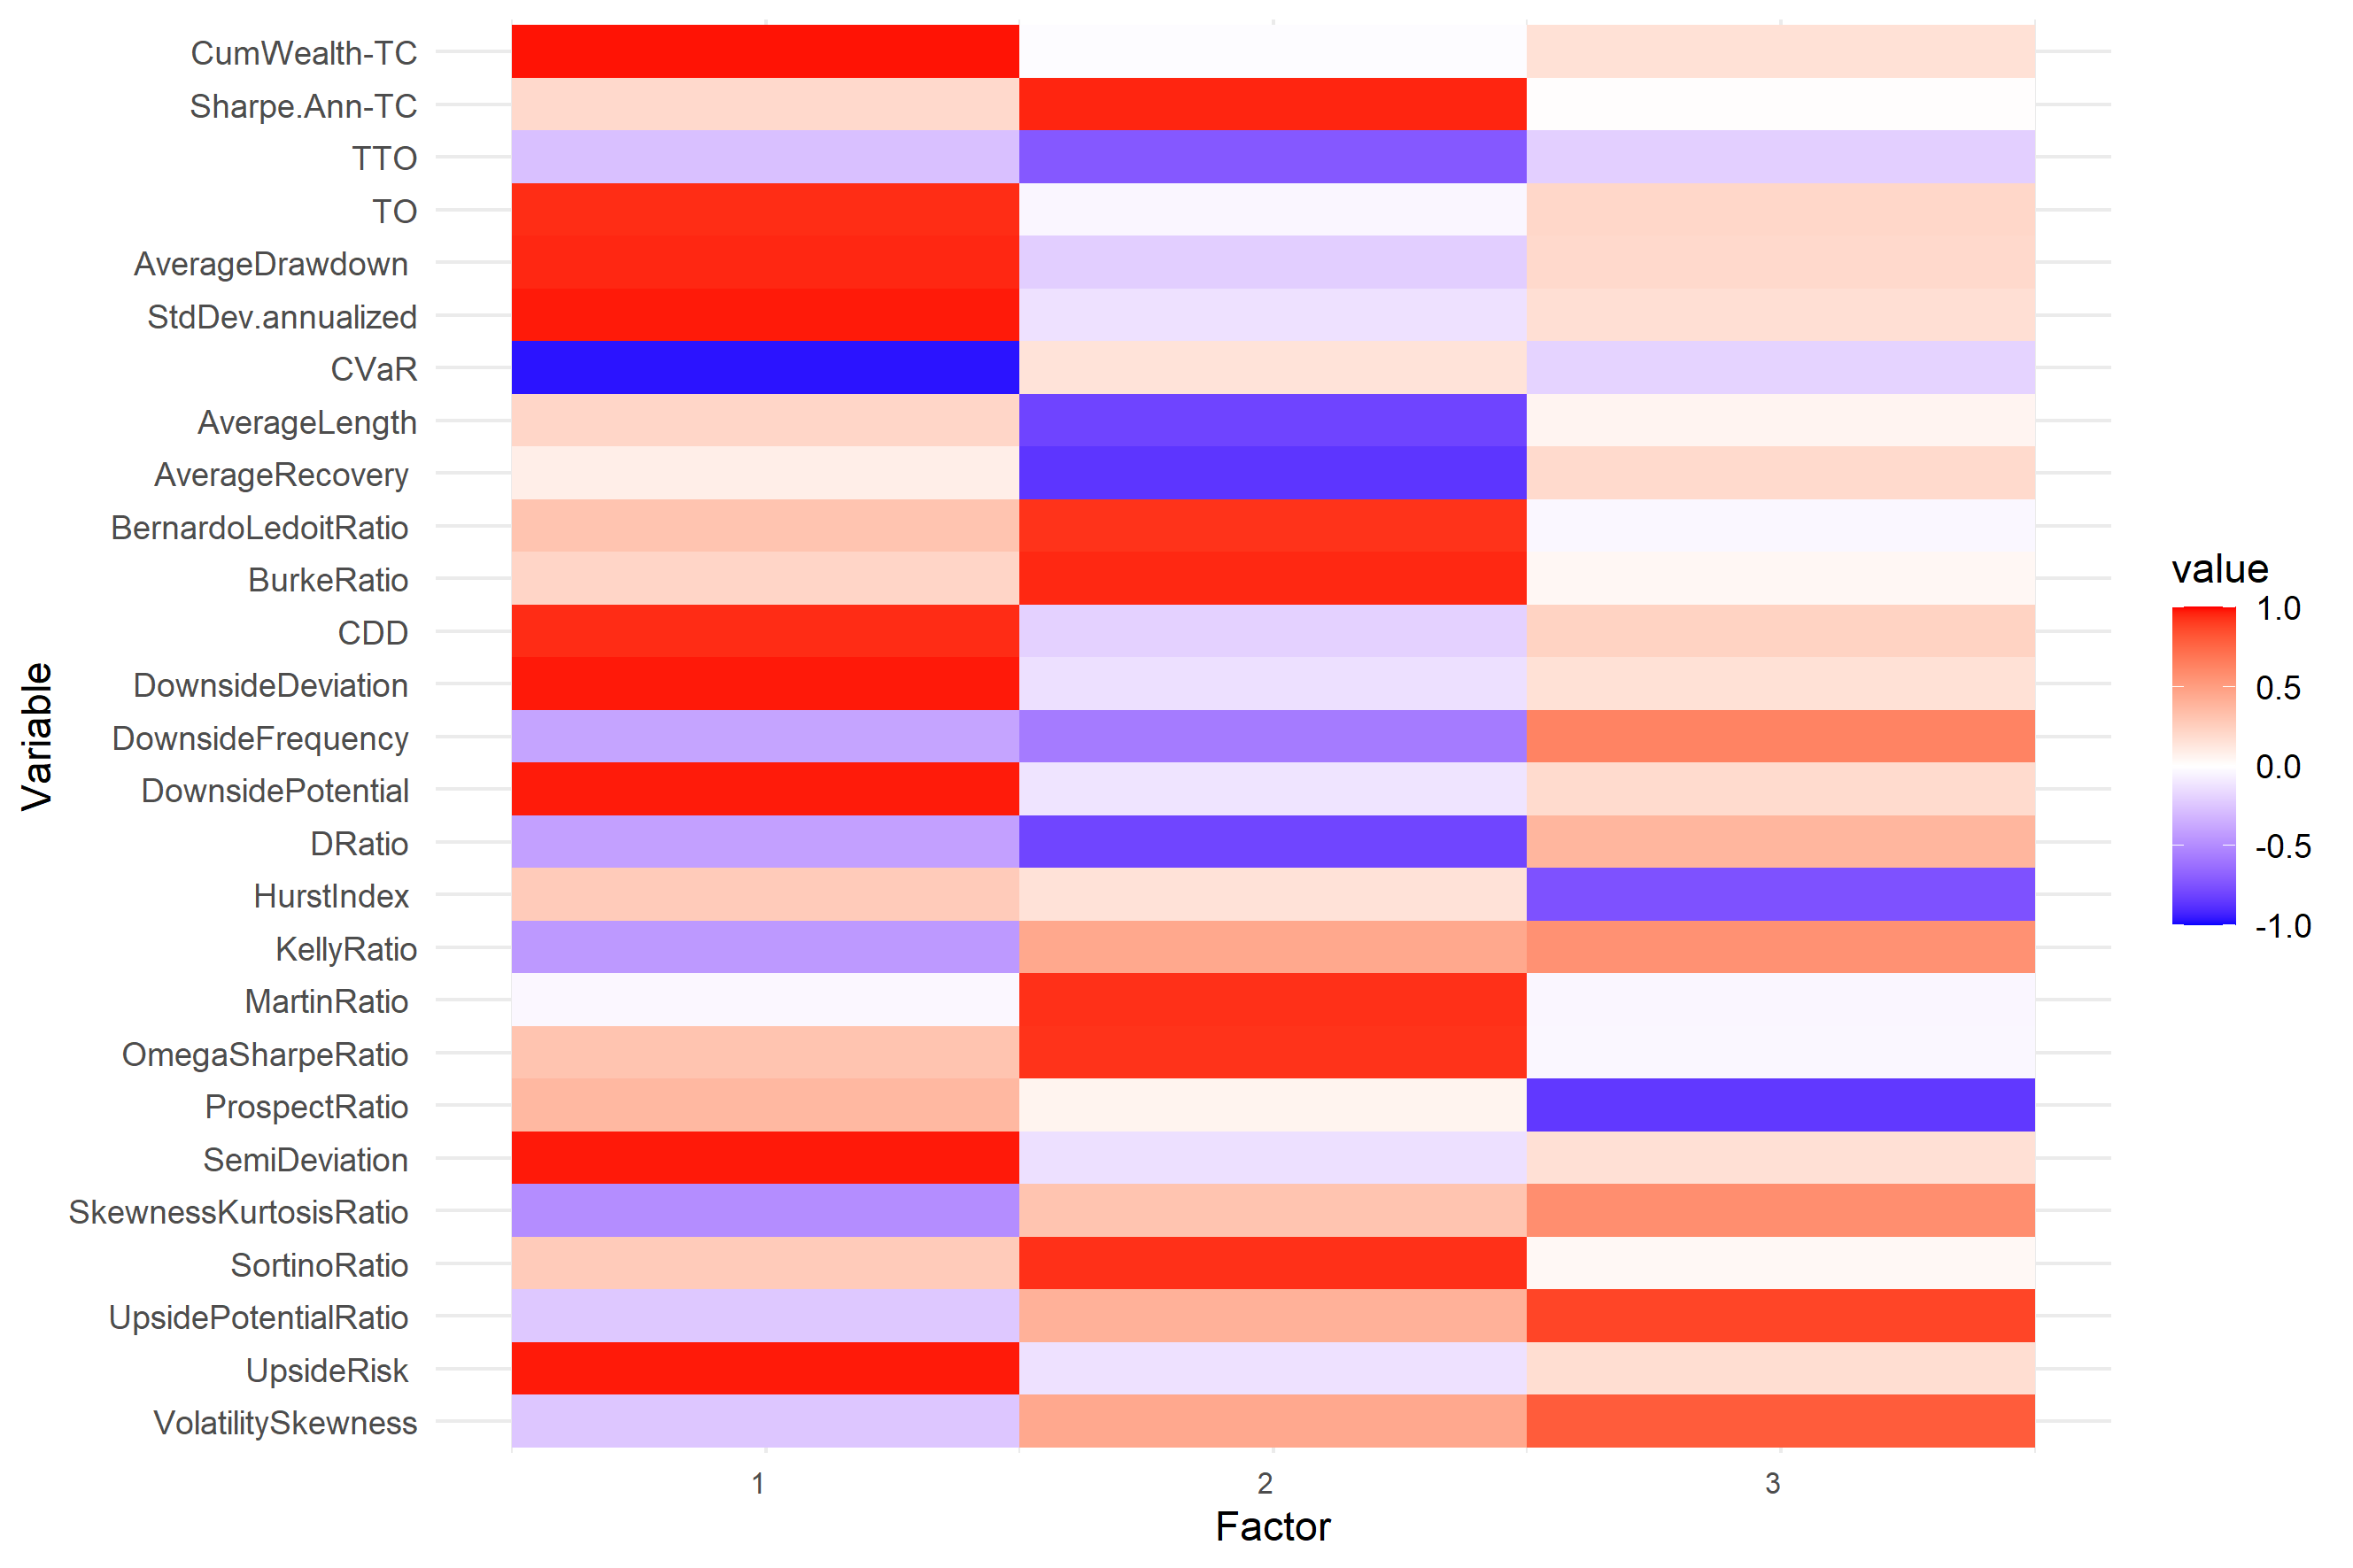 CumWealth-TC
Sharpe.Ann-TC
TTO
TO
AverageDrawdown
StdDev.annualized
CVaR
AverageLength
AverageRecovery
BernardoLedoitRatio
BurkeRatio
CDD
DownsideDeviation
DownsideFrequency
DownsidePotential
DRatio
HurstIndex
KellyRatio
MartinRatio
OmegaSharpeRatio
ProspectRatio
SemiDeviation
SkewnessKurtosisRatio
SortinoRatio
UpsidePotentialRatio
UpsideRisk
VolatilitySkewness
Variable
1 2 3
Factor
value
1.0
0.5
0.0
-0.5
-1.0